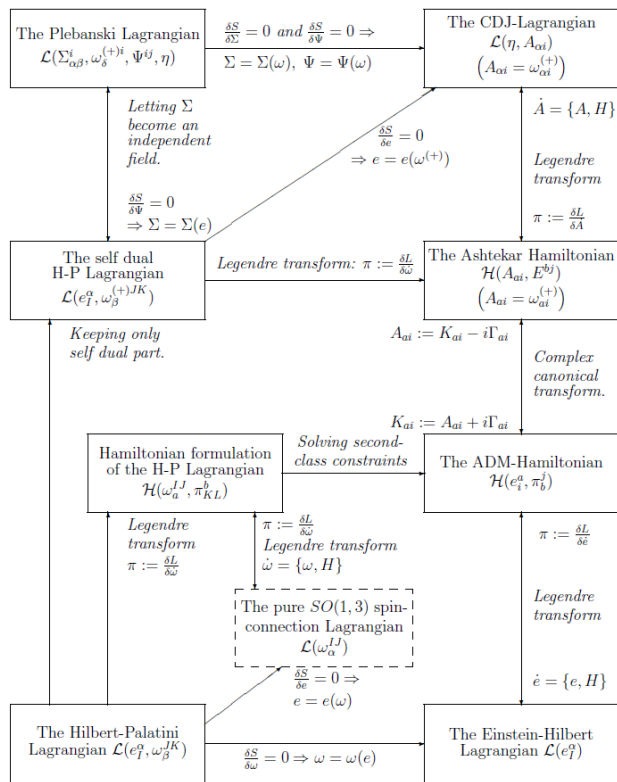 The Plebanski Lagrangian
ℒ(Σ^i_{αβ}, ω^{(+)i}_δ, Ψ^{ij}, η)
δS/δΣ = 0 and δS/δΨ = 0 ⇒
Σ = Σ(ω), Ψ = Ψ(ω)
The CDJ-Lagrangian
ℒ(η, A_{αi})
(A_{αi} = ω^{(+)}_{αi})
Letting Σ
become an
independent
field.
δS/δΨ = 0
⇒ Σ = Σ(e)
δS/δe = 0
⇒ e = e(ω^{(+)})
Ȧ = {A, H}
Legendre
transform
π := δL/δȦ
The self dual
H-P Lagrangian
ℒ(e^α_I, ω^{(+)JK}_β)
Legendre transform: π := δL/δω̇
The Ashtekar Hamiltonian
ℋ(A_{ai}, E^{bj})
(A_{ai} = ω^{(+)}_{ai})
Keeping only
self dual part.
A_{ai} := K_{ai} − iΓ_{ai}
Complex
canonical
transform.
K_{ai} := A_{ai} + iΓ_{ai}
Hamiltonian formulation
of the H-P Lagrangian
ℋ(ω^{IJ}_a, π^b_{KL})
Solving second-
class constraints
The ADM-Hamiltonian
ℋ(e^a_i, π^j_b)
Legendre
transform
π := δL/δω̇
π := δL/δω̇
Legendre transform
ω̇ = {ω, H}
π := δL/δė
Legendre
transform
ė = {e, H}
The pure SO(1, 3) spin-
connection Lagrangian
ℒ(ω^{IJ}_α)
δS/δe = 0 ⇒
e = e(ω)
The Hilbert-Palatini
Lagrangian ℒ(e^α_I, ω^{JK}_β)
δS/δω = 0 ⇒ ω = ω(e)
The Einstein-Hilbert
Lagrangian ℒ(e^α_I)